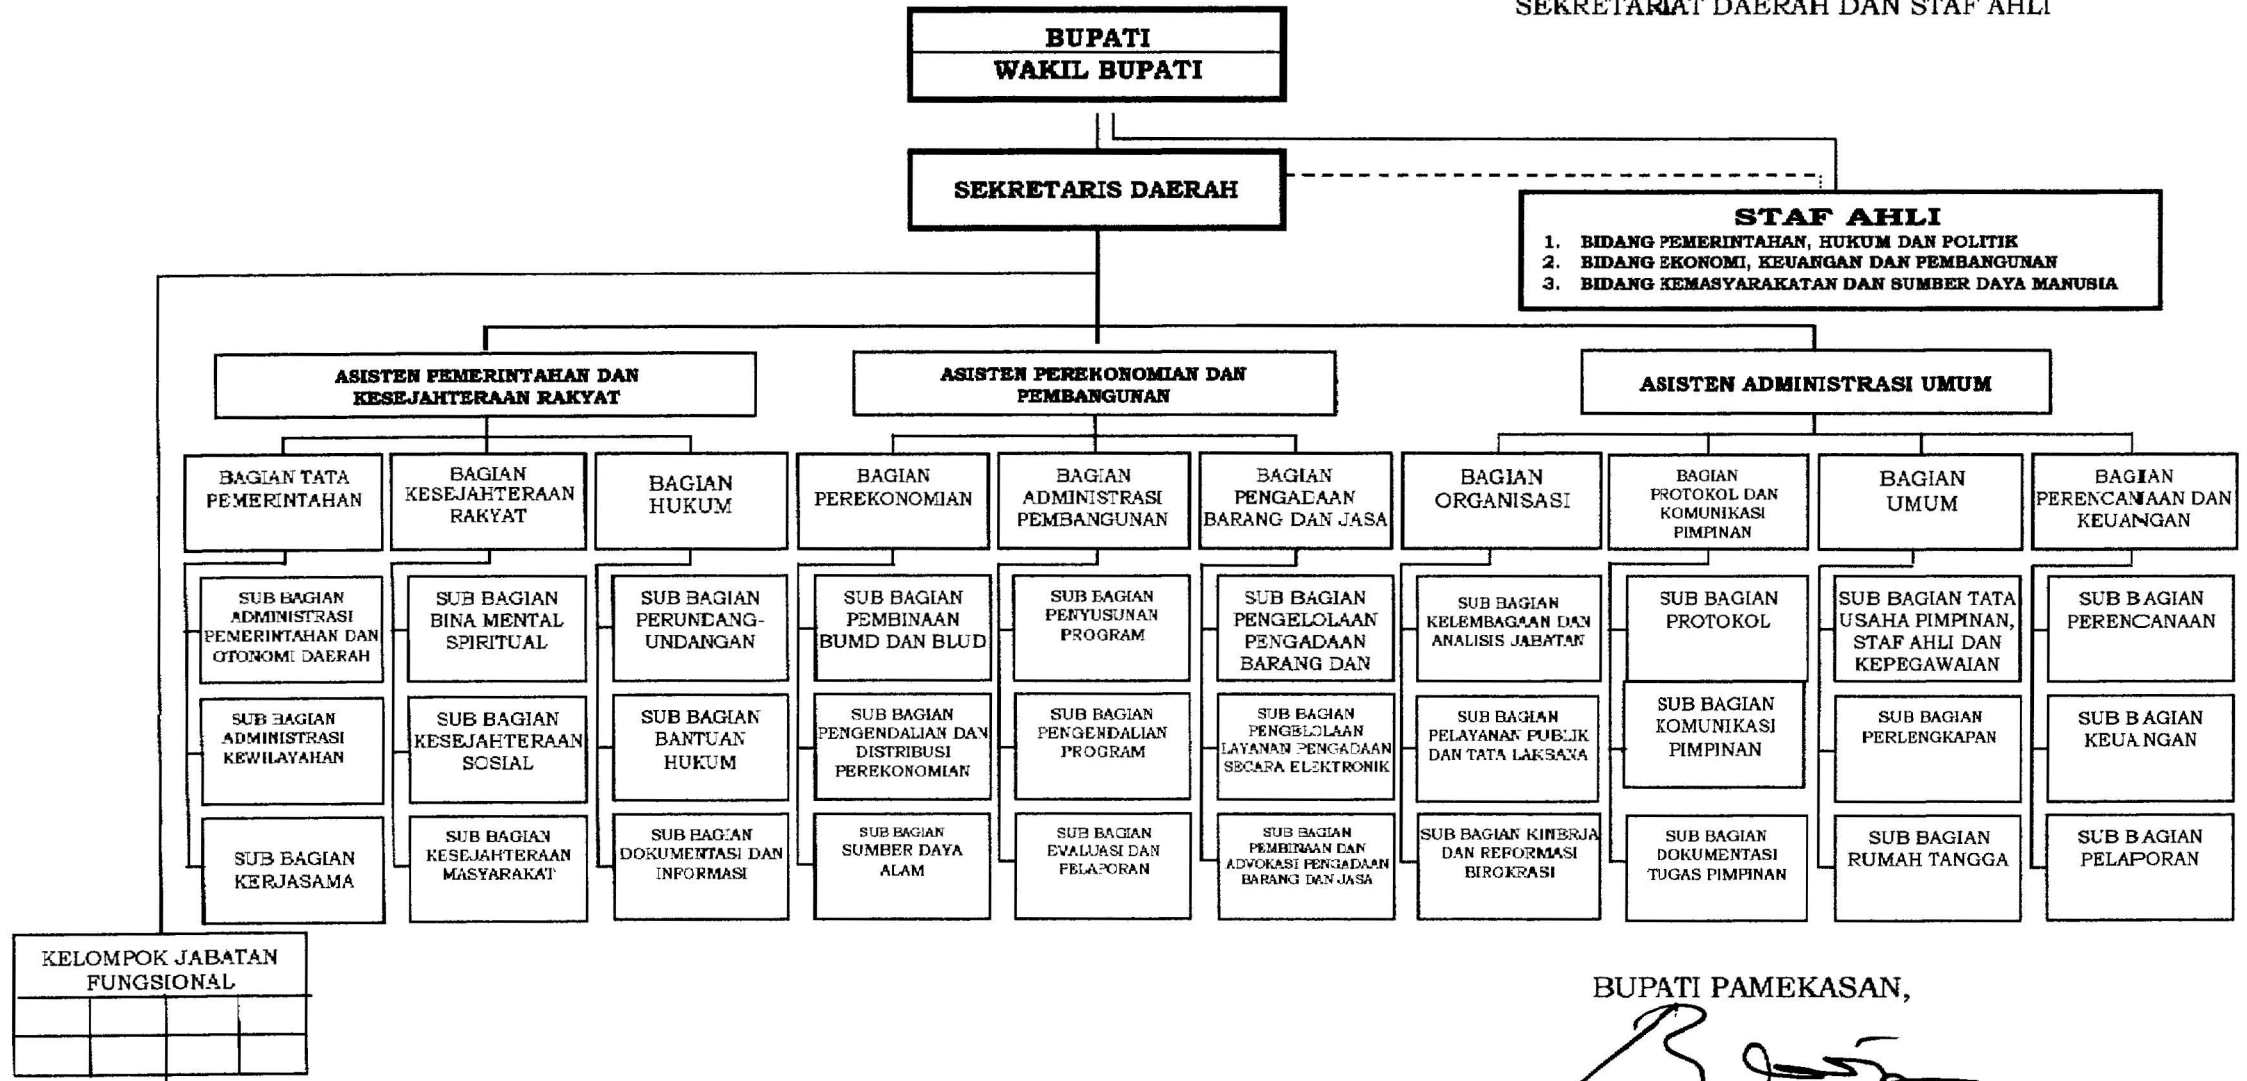 SEKRETARIAT DAERAH DAN STAF AHLI
BUPATI
WAKIL BUPATI
SEKRETARIS DAERAH
STAF AHLI
1. BIDANG PEMERINTAHAN, HUKUM DAN POLITIK
2. BIDANG EKONOMI, KEUANGAN DAN PEMBANGUNAN
3. BIDANG KEMASYARAKATAN DAN SUMBER DAYA MANUSIA
ASISTEN PEMERINTAHAN DAN
KESEJAHTERAAN RAKYAT
ASISTEN PEREKONOMIAN DAN
PEMBANGUNAN
ASISTEN ADMINISTRASI UMUM
BAGIAN TATA
PEMERINTAHAN
BAGIAN
KESEJAHTERAAN
RAKYAT
BAGIAN
HUKUM
BAGIAN
PEREKONOMIAN
BAGIAN
ADMINISTRASI
PEMBANGUNAN
BAGIAN
PENGADAAN
BARANG DAN JASA
BAGIAN
ORGANISASI
BAGIAN
PROTOKOL DAN
KOMUNIKASI
PIMPINAN
BAGIAN
UMUM
BAGIAN
PERENCANAAN DAN
KEUANGAN
SUB BAGIAN
ADMINISTRASI
PEMERINTAHAN DAN
OTONOMI DAERAH
SUB BAGIAN
BINA MENTAL
SPIRITUAL
SUB BAGIAN
PERUNDANG-
UNDANGAN
SUB BAGIAN
PEMBINAAN
BUMD DAN BLUD
SUB BAGIAN
PENYUSUNAN
PROGRAM
SUB BAGIAN
PENGELOLAAN
PENGADAAN
BARANG DAN
SUB BAGIAN
KELEMBAGAAN DAN
ANALISIS JABATAN
SUB BAGIAN
PROTOKOL
SUB BAGIAN TATA
USAHA PIMPINAN,
STAF AHLI DAN
KEPEGAWAIAN
SUB BAGIAN
PERENCANAAN
SUB BAGIAN
ADMINISTRASI
KEWILAYAHAN
SUB BAGIAN
KESEJAHTERAAN
SOSIAL
SUB BAGIAN
BANTUAN
HUKUM
SUB BAGIAN
PENGENDALIAN DAN
DISTRIBUSI
PEREKONOMIAN
SUB BAGIAN
PENGENDALIAN
PROGRAM
SUB BAGIAN
PENGELOLAAN
LAYANAN PENGADAAN
SECARA ELEKTRONIK
SUB BAGIAN
PELAYANAN PUBLIK
DAN TATA LAKSANA
SUB BAGIAN
KOMUNIKASI
PIMPINAN
SUB BAGIAN
PERLENGKAPAN
SUB BAGIAN
KEUANGAN
SUB BAGIAN
KERJASAMA
SUB BAGIAN
KESEJAHTERAAN
MASYARAKAT
SUB BAGIAN
DOKUMENTASI DAN
INFORMASI
SUB BAGIAN
SUMBER DAYA
ALAM
SUB BAGIAN
EVALUASI DAN
PELAPORAN
SUB BAGIAN
PEMBINAAN DAN
ADVOKASI PENGADAAN
BARANG DAN JASA
SUB BAGIAN KINERJA
DAN REFORMASI
BIROKRASI
SUB BAGIAN
DOKUMENTASI
TUGAS PIMPINAN
SUB BAGIAN
RUMAH TANGGA
SUB BAGIAN
PELAPORAN
KELOMPOK JABATAN
FUNGSIONAL
BUPATI PAMEKASAN,